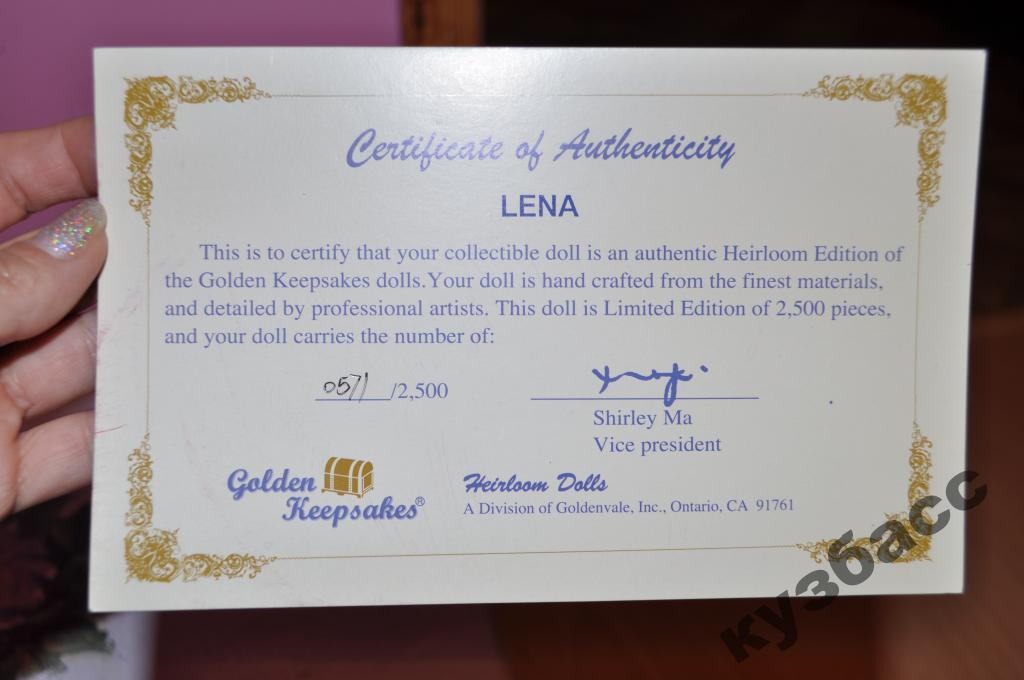 Certificate of Authenticity
LENA
This is to certify that your collectible doll is an authentic Heirloom Edition of
the Golden Keepsakes dolls.Your doll is hand crafted from the finest materials,
and detailed by professional artists. This doll is Limited Edition of 2,500 pieces,
and your doll carries the number of:
0571/2,500
Shirley Ma
Vice president
Golden
Keepsakes®
Heirloom Dolls
A Division of Goldenvale, Inc., Ontario, CA 91761
кузбасс